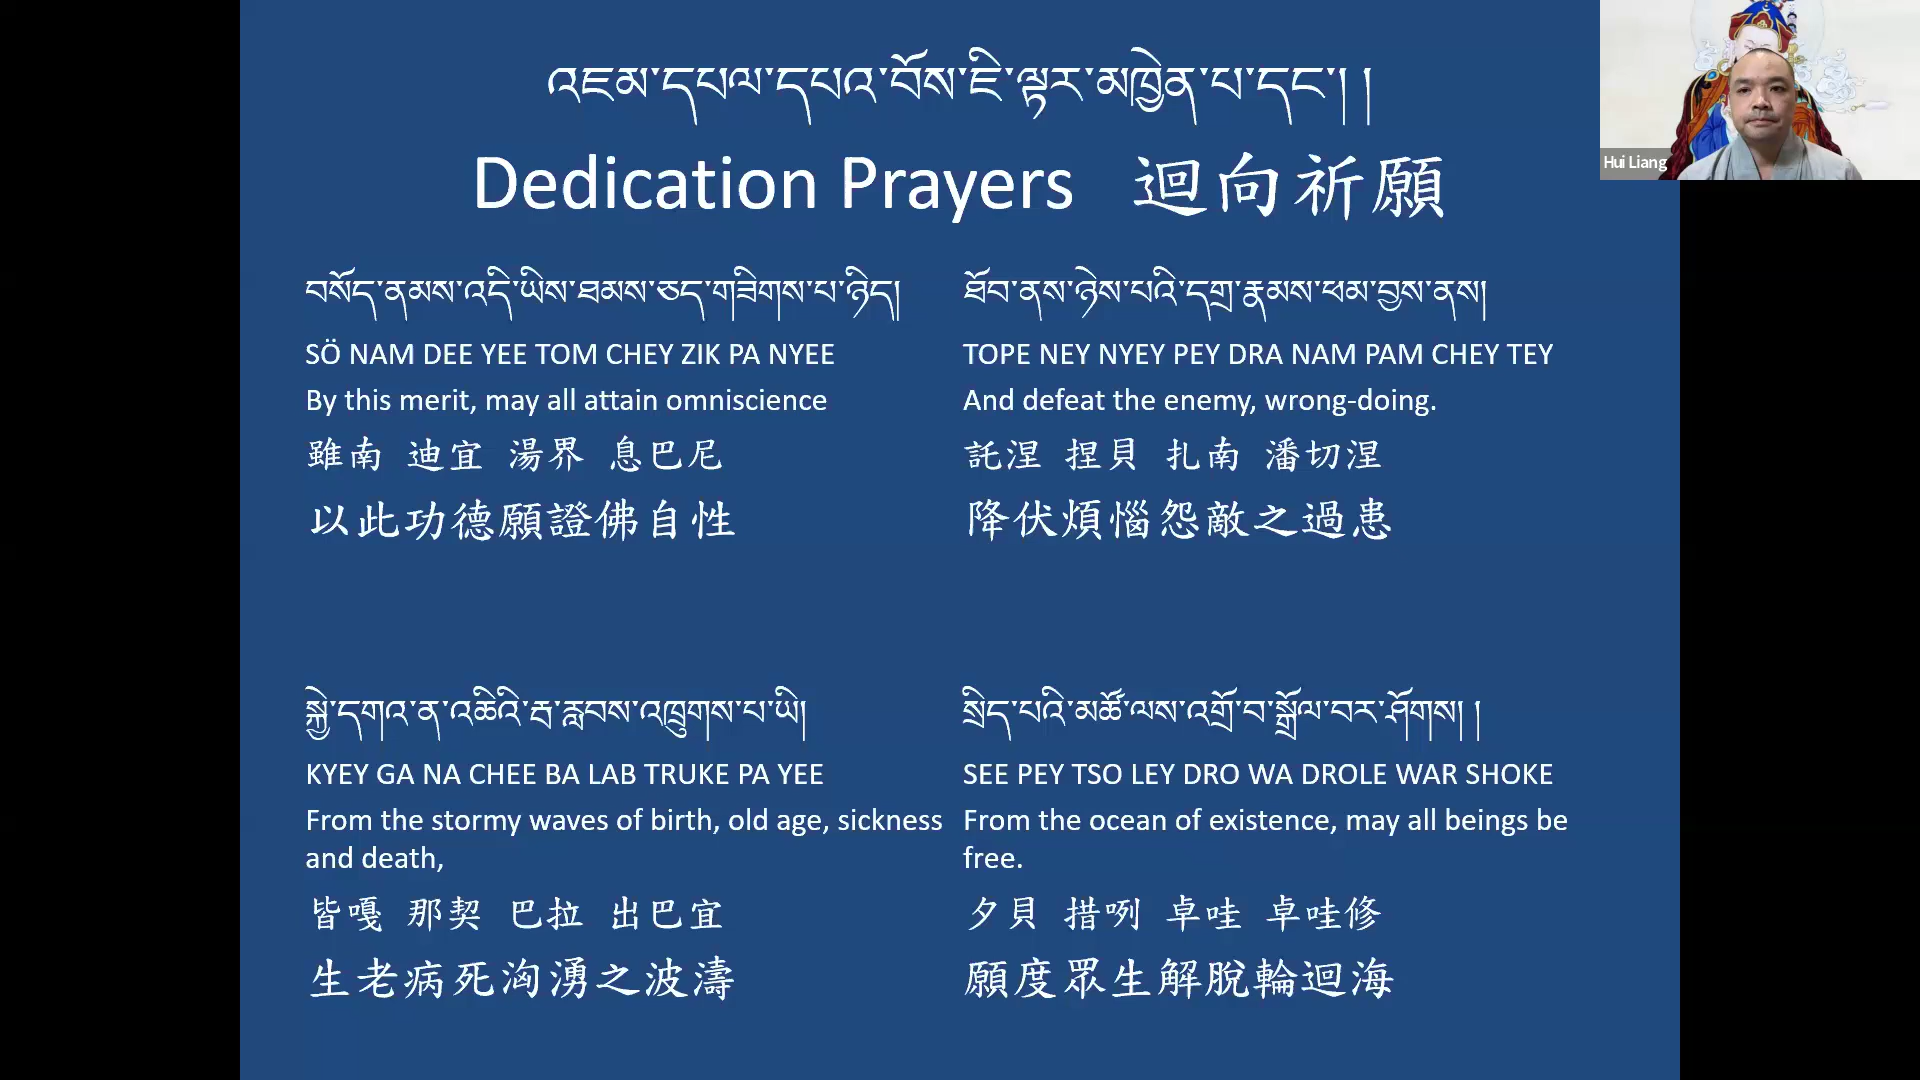 འཇམ་དཔལ་དཔའ་བོས་ཇི་ལྟར་མཁྱེན་པ་དང་། །
Dedication Prayers 迴向祈願
བསོད་ནམས་འདི་ཡིས་ཐམས་ཅད་གཟིགས་པ་ཉིད།
SÖ NAM DEE YEE TOM CHEY ZIK PA NYEE
By this merit, may all attain omniscience
雖南 迪宜 湯界 息巴尼
以此功德願證佛自性
ཐོབ་ནས་ཉེས་པའི་དགྲ་རྣམས་ཕམ་བྱས་ནས།
TOPE NEY NYEY PEY DRA NAM PAM CHEY TEY
And defeat the enemy, wrong-doing.
託涅 捏貝 扎南 潘切涅
降伏煩惱怨敵之過患
སྐྱེ་དགའ་ན་འཆིའི་རྦ་རླབས་འཁྲུགས་པ་ཡི།
KYEY GA NA CHEE BA LAB TRUKE PA YEE
From the stormy waves of birth, old age, sickness
and death,
皆嘎 那契 巴拉 出巴宜
生老病死洶湧之波濤
སྲིད་པའི་མཚོ་ལས་འགྲོ་བ་སྒྲོལ་བར་ཤོགས། །
SEE PEY TSO LEY DRO WA DROLE WAR SHOKE
From the ocean of existence, may all beings be
free.
夕貝 措咧 卓哇 卓哇修
願度眾生解脫輪迴海
Hui Liang